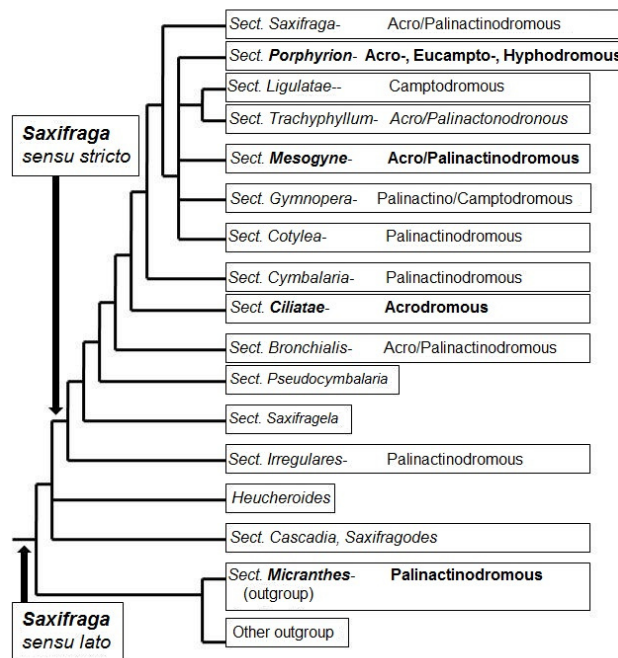 Sect. Saxifraga- Acro/Palinactinodromous
Sect. Porphyrion- Acro-, Eucampto-, Hyphodromous
Sect. Ligulatae-- Camptodromous
Sect. Trachyphyllum- Acro/Palinactonodronous
Saxifraga
sensu stricto
Sect. Mesogyne- Acro/Palinactinodromous
Sect. Gymnopera- Palinactino/Camptodromous
Sect. Cotylea- Palinactinodromous
Sect. Cymbalaria- Palinactinodromous
Sect. Ciliatae- Acrodromous
Sect. Bronchialis- Acro/Palinactinodromous
Sect. Pseudocymbalaria
Sect. Saxifragela
Sect. Irregulares- Palinactinodromous
Heucheroides
Sect. Cascadia, Saxifragodes
Sect. Micranthes- Palinactinodromous
(outgroup)
Saxifraga
sensu lato
Other outgroup